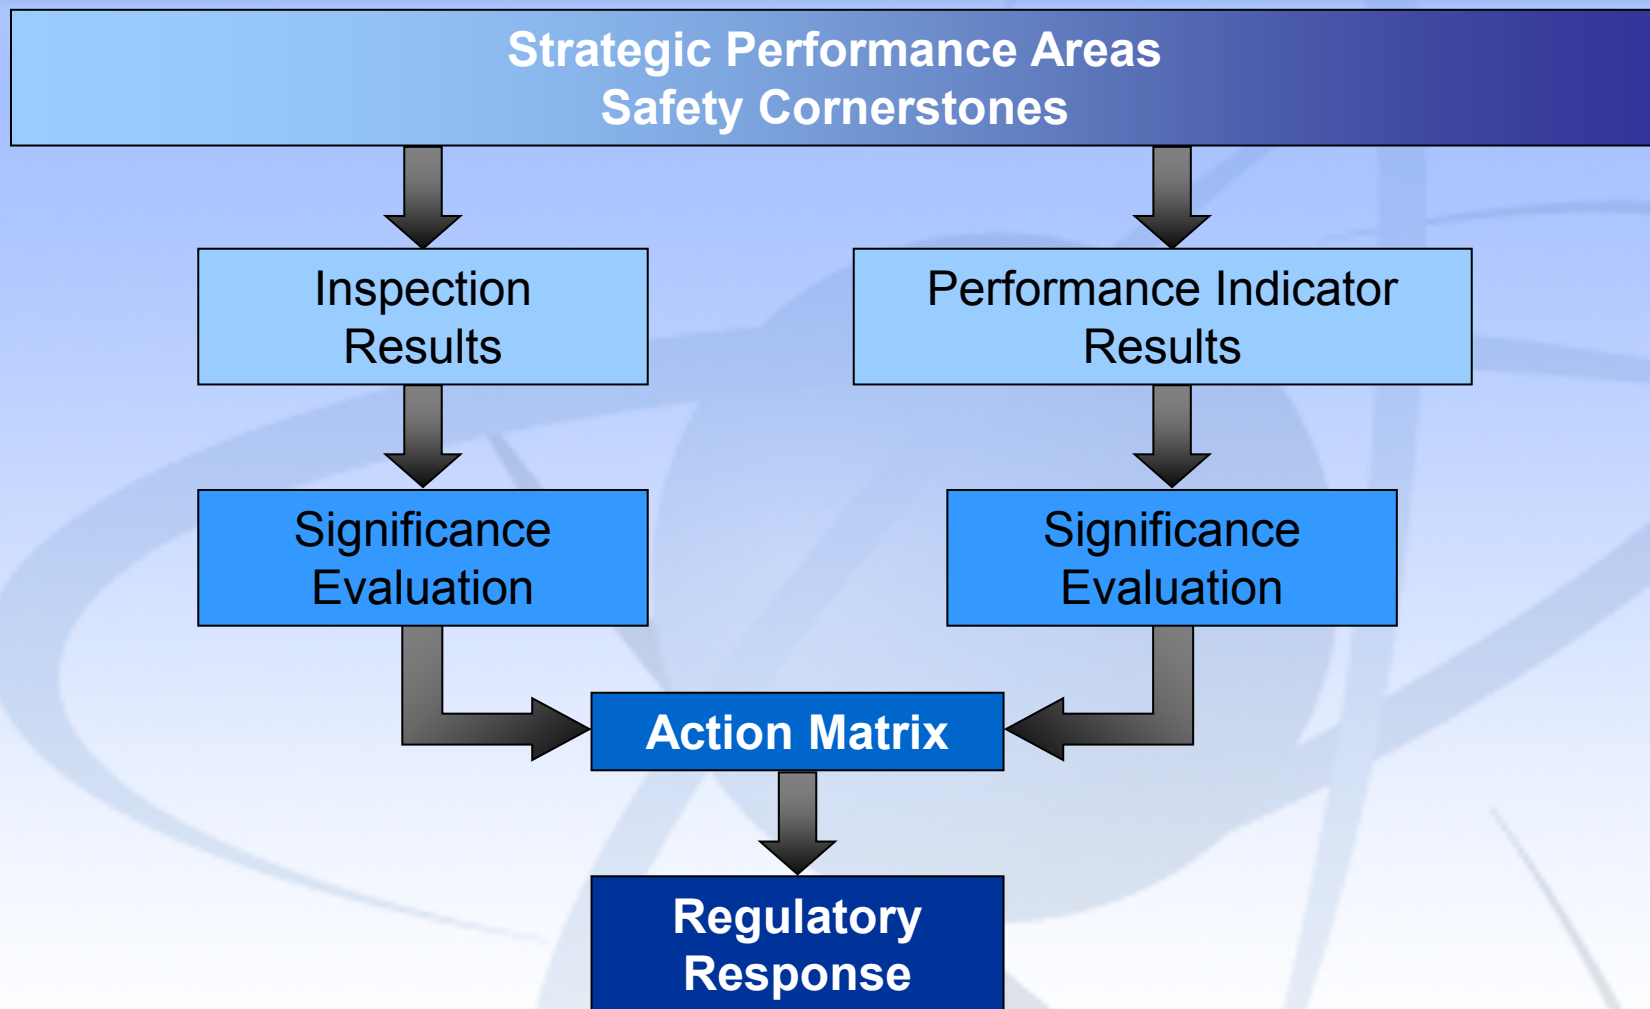 Strategic Performance Areas
Safety Cornerstones
Inspection
Results
Performance Indicator
Results
Significance
Evaluation
Significance
Evaluation
Action Matrix
Regulatory
Response